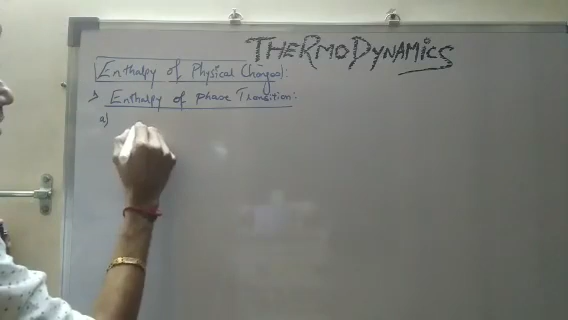 THERMODYNAMICS
Enthalpy of Physical Changes:
Enthalpy of phase Transition:
a)